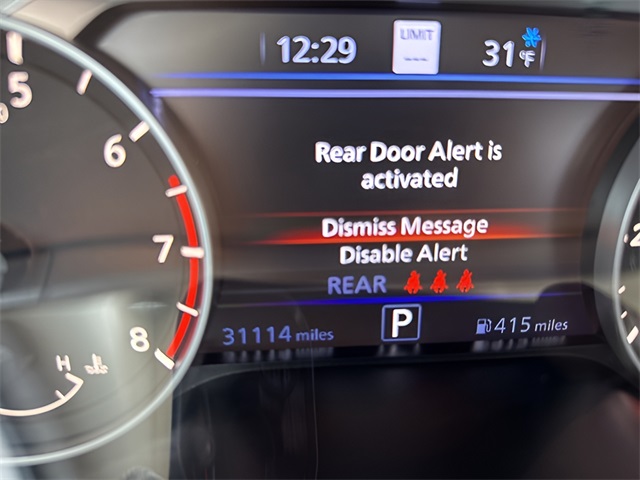 12:29
LIMIT
---
31°F
Rear Door Alert is
activated
Dismiss Message
Disable Alert
REAR
31114 miles
P
415 miles
5
6
7
8
H
2